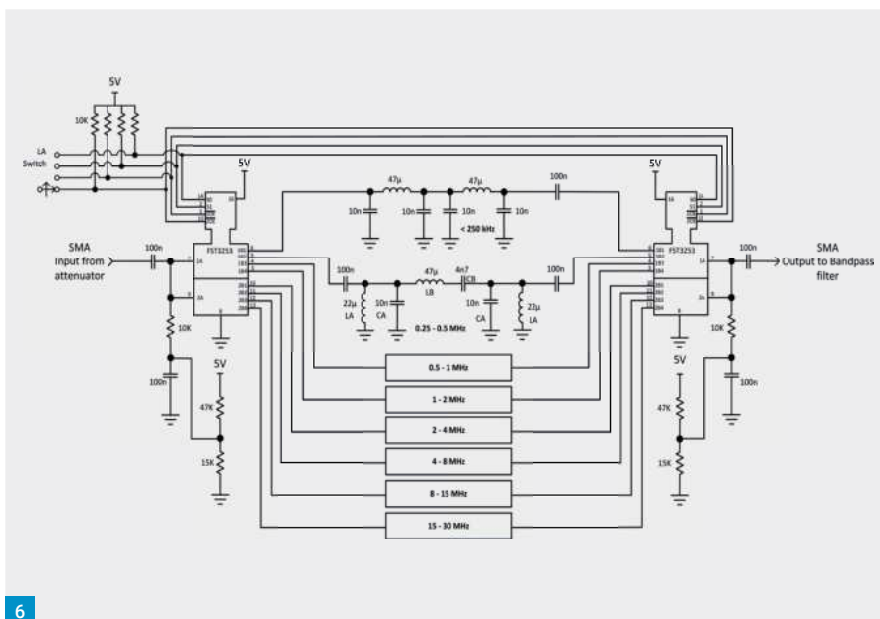 5V
10K
LA
Switch
5V
47µ
47µ
100n
5V
10n
10n
10n
10n
< 250 kHz
SMA
Input from
attenuator
100n
FST3253
1A
2A
FST3253
1A
100n
SMA
Output to Bandpass
filter
100n
47µ
LB
4n7
CB
100n
22µ
LA
10n
CA
10n
CA
22µ
LA
0.25 - 0.5 MHz
10K
10K
100n
5V
0.5 - 1 MHz
5V
100n
1 - 2 MHz
47K
2 - 4 MHz
47K
15K
4 - 8 MHz
15K
8 - 15 MHz
15 - 30 MHz
6